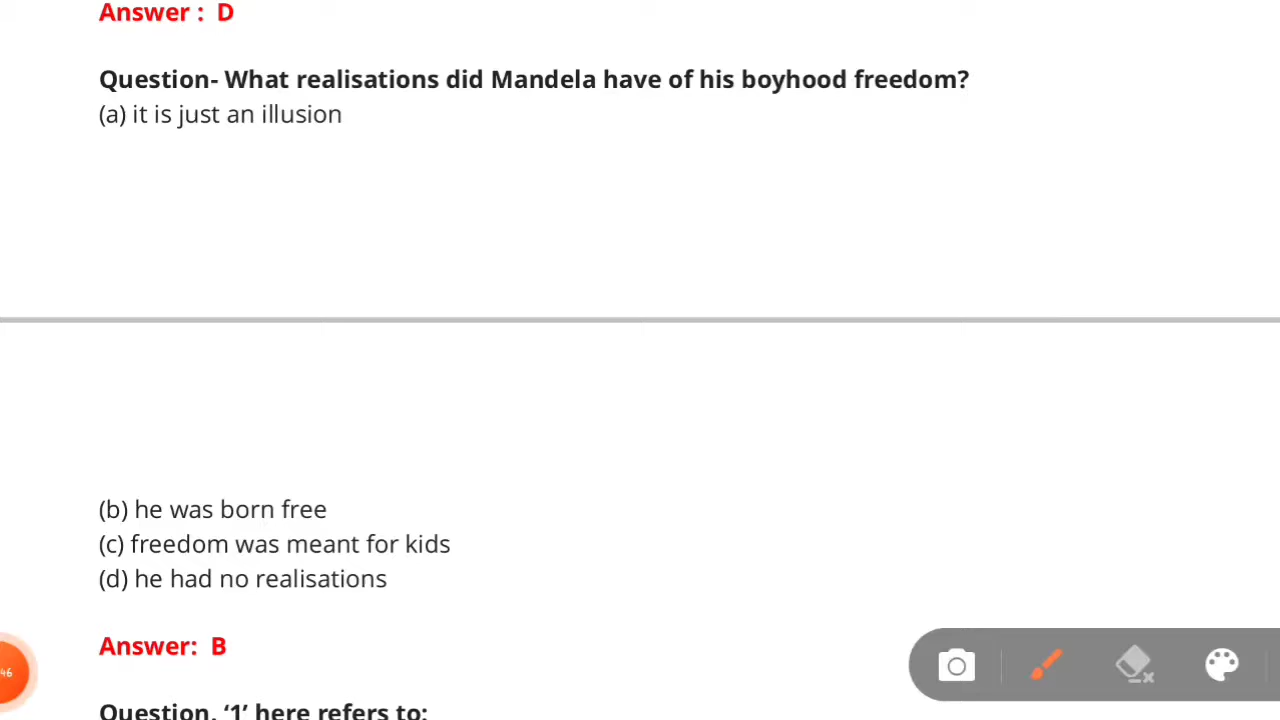 Answer : D
Question- What realisations did Mandela have of his boyhood freedom?
(a) it is just an illusion
(b) he was born free
(c) freedom was meant for kids
(d) he had no realisations
Answer: B
46
Question. ‘1’ here refers to: